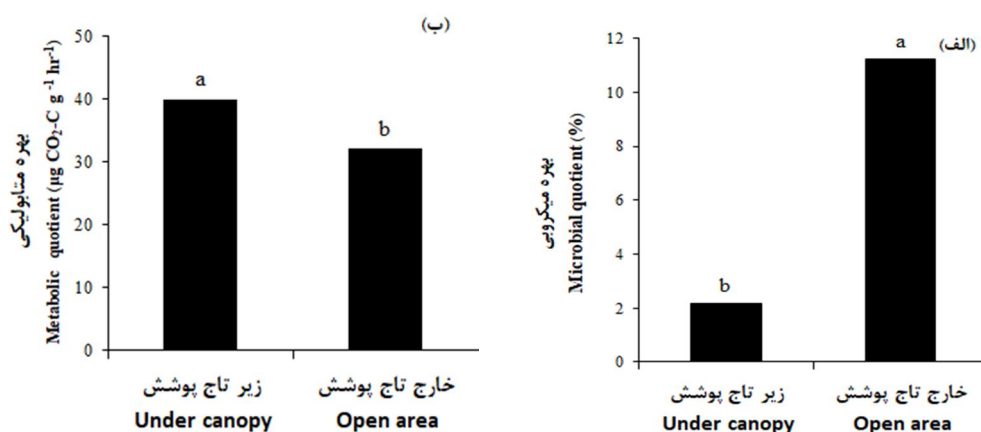 (ب)
بهره متابولیکی
Metabolic quotient (µg CO₂-C g ⁻¹ hr⁻¹)
50
40
30
20
10
0
a
b
زیر تاج پوشش
خارج تاج پوشش
Under canopy
Open area
(الف)
بهره میکروبی
Microbial quotient (%)
12
10
8
6
4
2
0
b
a
زیر تاج پوشش
خارج تاج پوشش
Under canopy
Open area